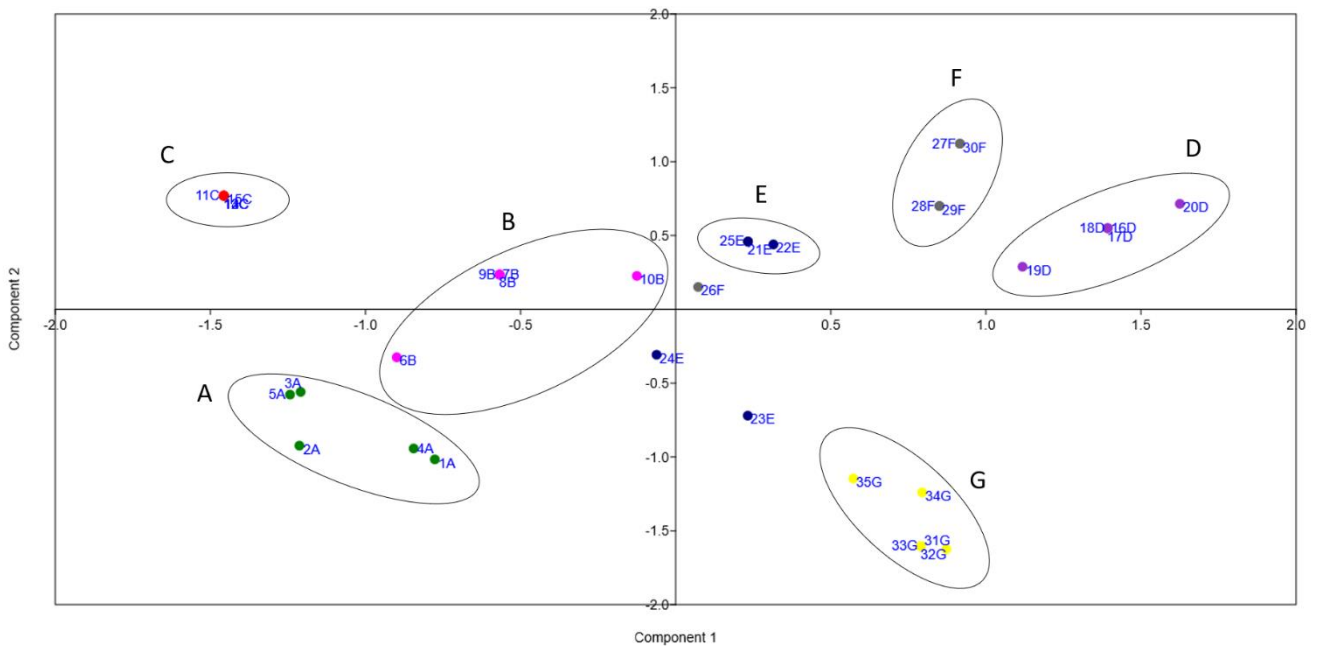 2.0
F
1.5
27F 30F
C
D
1.0
E
11C 15C
28F 29F
20D
B
18D 16D
17D
0.5
25E 21E 22E
9B 7B
8B
10B
19D
26F
Component 2
-2.0 -1.5 -1.0 -0.5 0.5 1.0 1.5 2.0
6B
24E
A
3A
5A
-0.5
23E
2A 4A
1A
-1.0
G
35G
34G
-1.5
33G 31G
32G
-2.0
Component 1